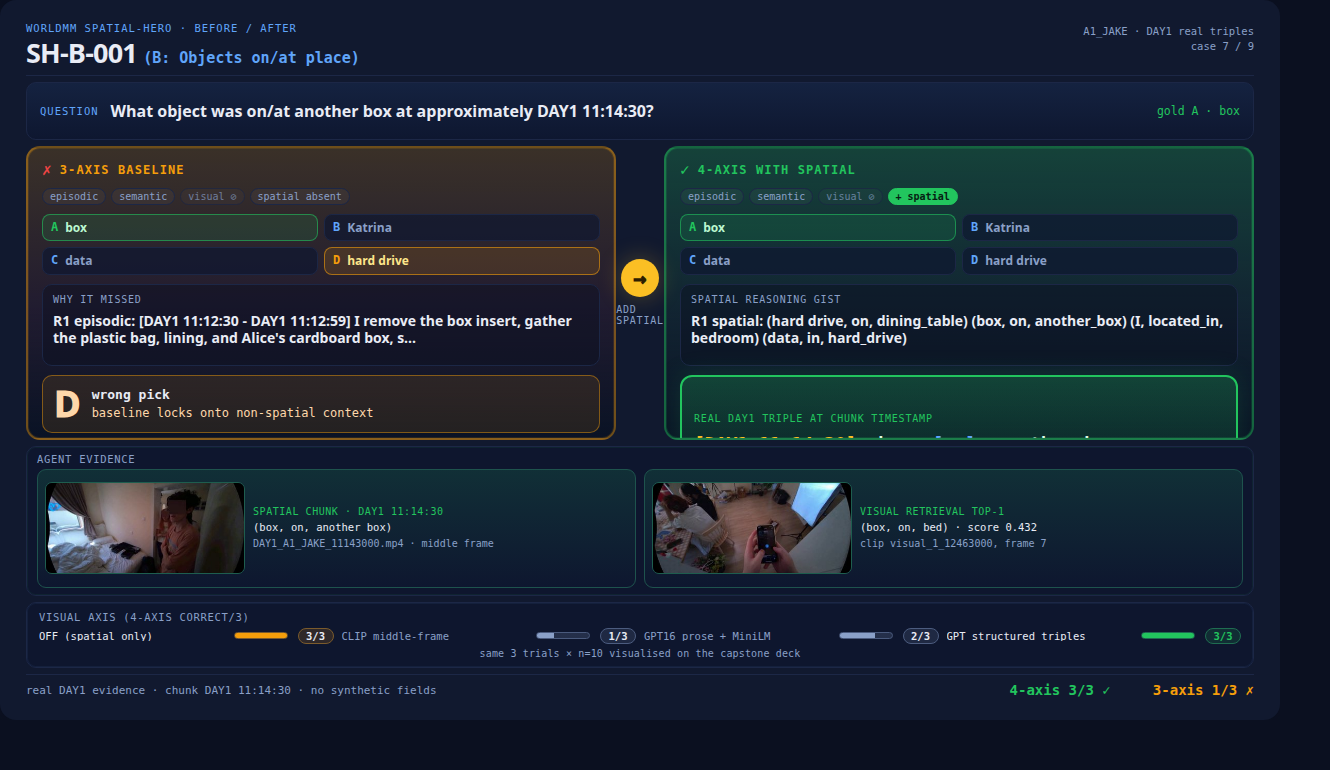 WORLDMM SPATIAL-HERO · BEFORE / AFTER
SH-B-001 (B: Objects on/at place)
A1_JAKE · DAY1 real triples
case 7 / 9
QUESTION What object was on/at another box at approximately DAY1 11:14:30?
gold A · box
✗ 3-AXIS BASELINE
episodic semantic visual ⊘ spatial absent
A box
B Katrina
C data
D hard drive
WHY IT MISSED
R1 episodic: [DAY1 11:12:30 - DAY1 11:12:59] I remove the box insert, gather
the plastic bag, lining, and Alice's cardboard box, s...
D wrong pick
baseline locks onto non-spatial context
→
ADD
SPATIAL
✓ 4-AXIS WITH SPATIAL
episodic semantic visual ⊘ + spatial
A box
B Katrina
C data
D hard drive
SPATIAL REASONING GIST
R1 spatial: (hard drive, on, dining_table) (box, on, another_box) (I, located_in,
bedroom) (data, in, hard_drive)
REAL DAY1 TRIPLE AT CHUNK TIMESTAMP
AGENT EVIDENCE
SPATIAL CHUNK · DAY1 11:14:30
(box, on, another box)
DAY1_A1_JAKE_11143000.mp4 · middle frame
VISUAL RETRIEVAL TOP-1
(box, on, bed) · score 0.432
clip visual_1_12463000, frame 7
VISUAL AXIS (4-AXIS CORRECT/3)
OFF (spatial only) 3/3 CLIP middle-frame 1/3 GPT16 prose + MiniLM 2/3 GPT structured triples 3/3
same 3 trials × n=10 visualised on the capstone deck
real DAY1 evidence · chunk DAY1 11:14:30 · no synthetic fields
4-axis 3/3 ✓ 3-axis 1/3 ✗